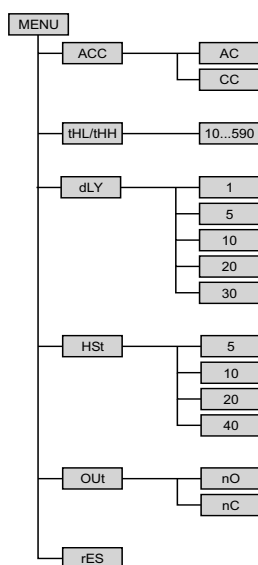 MENU
ACC AC
CC
tHL/tHH 10...590
dLY 1
5
10
20
30
HSt 5
10
20
40
OUt nO
nC
rES